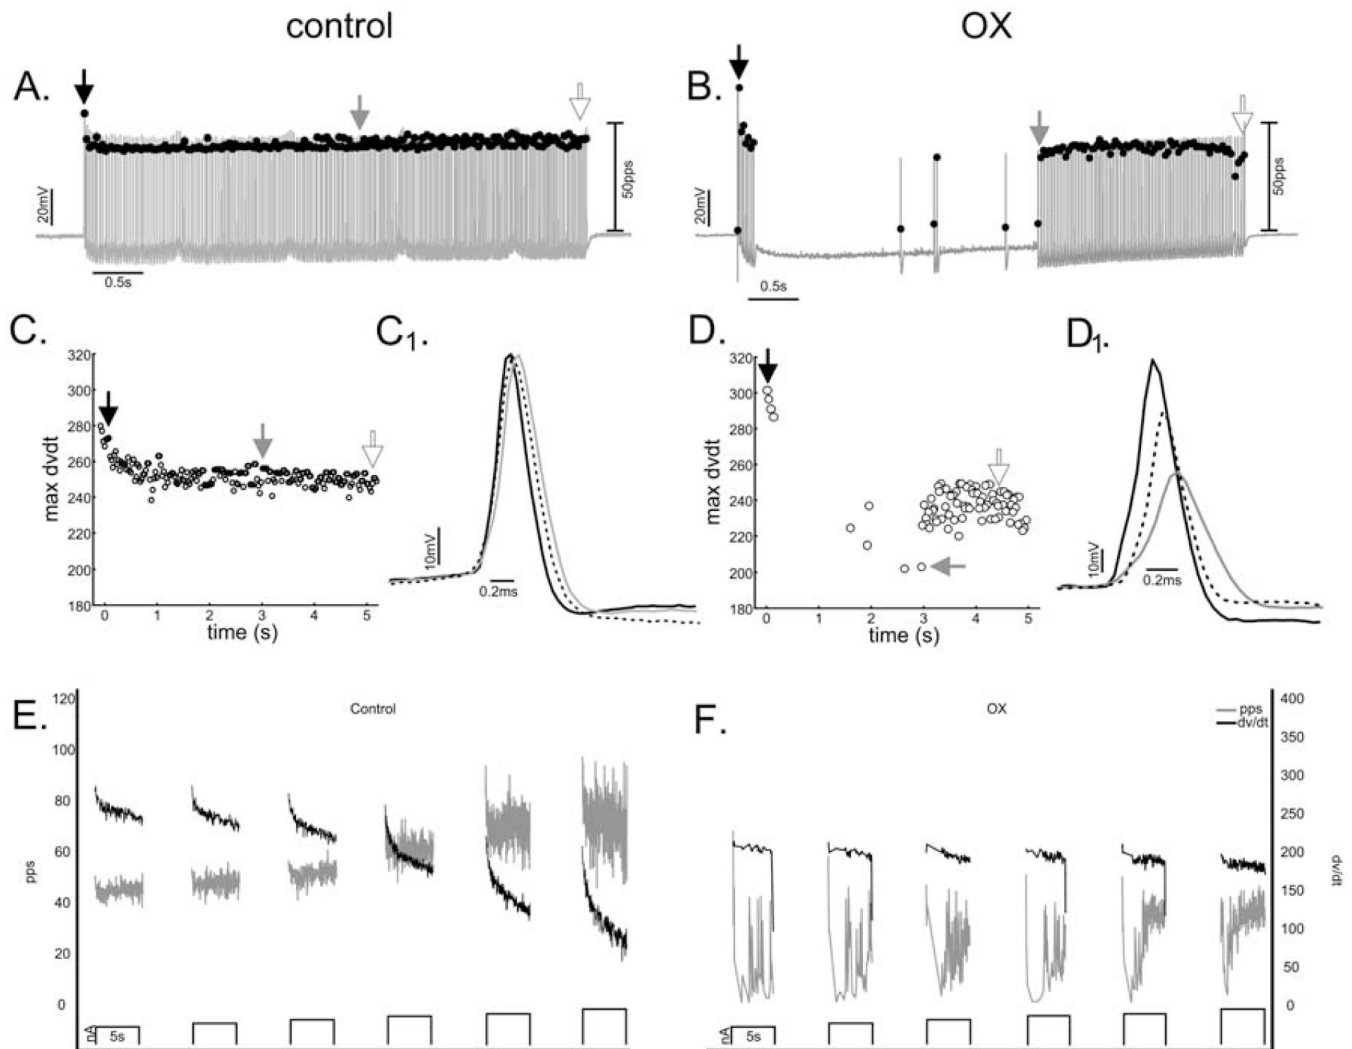 control OX
A. B.
50pps 50pps
20mV 20mV
0.5s 0.5s
C. C1. D. D1.
320 320
300 300
280 280
260 260
240 240
220 220
200 200
180 180
max dvdt max dvdt
10mV 10mV
0.2ms 0.2ms
0 1 2 3 4 5 0 1 2 3 4 5
time (s) time (s)
E. Control F. OX
pps
dv/dt
120 400
100 350
80 300
60 250
40 200
20 150
0 100
50
0
pps dv/dt
nA 5s nA 5s